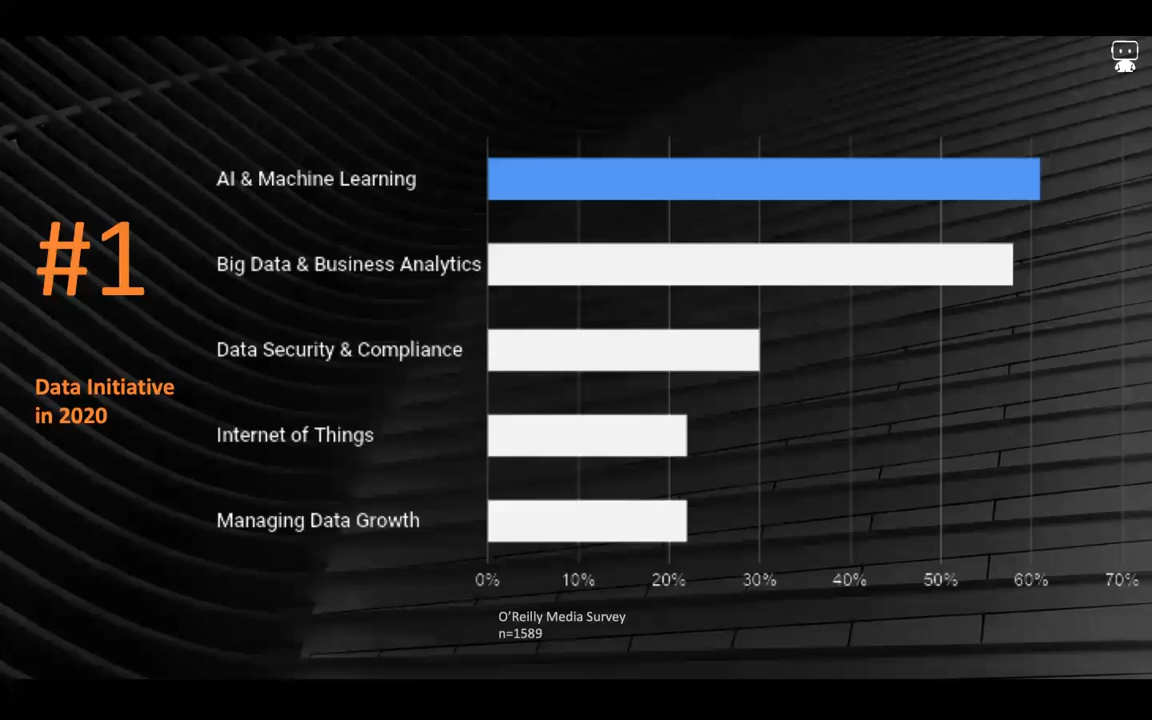 #1
Data Initiative
in 2020
AI & Machine Learning
Big Data & Business Analytics
Data Security & Compliance
Internet of Things
Managing Data Growth
0% 10% 20% 30% 40% 50% 60% 70%
O’Reilly Media Survey
n=1589